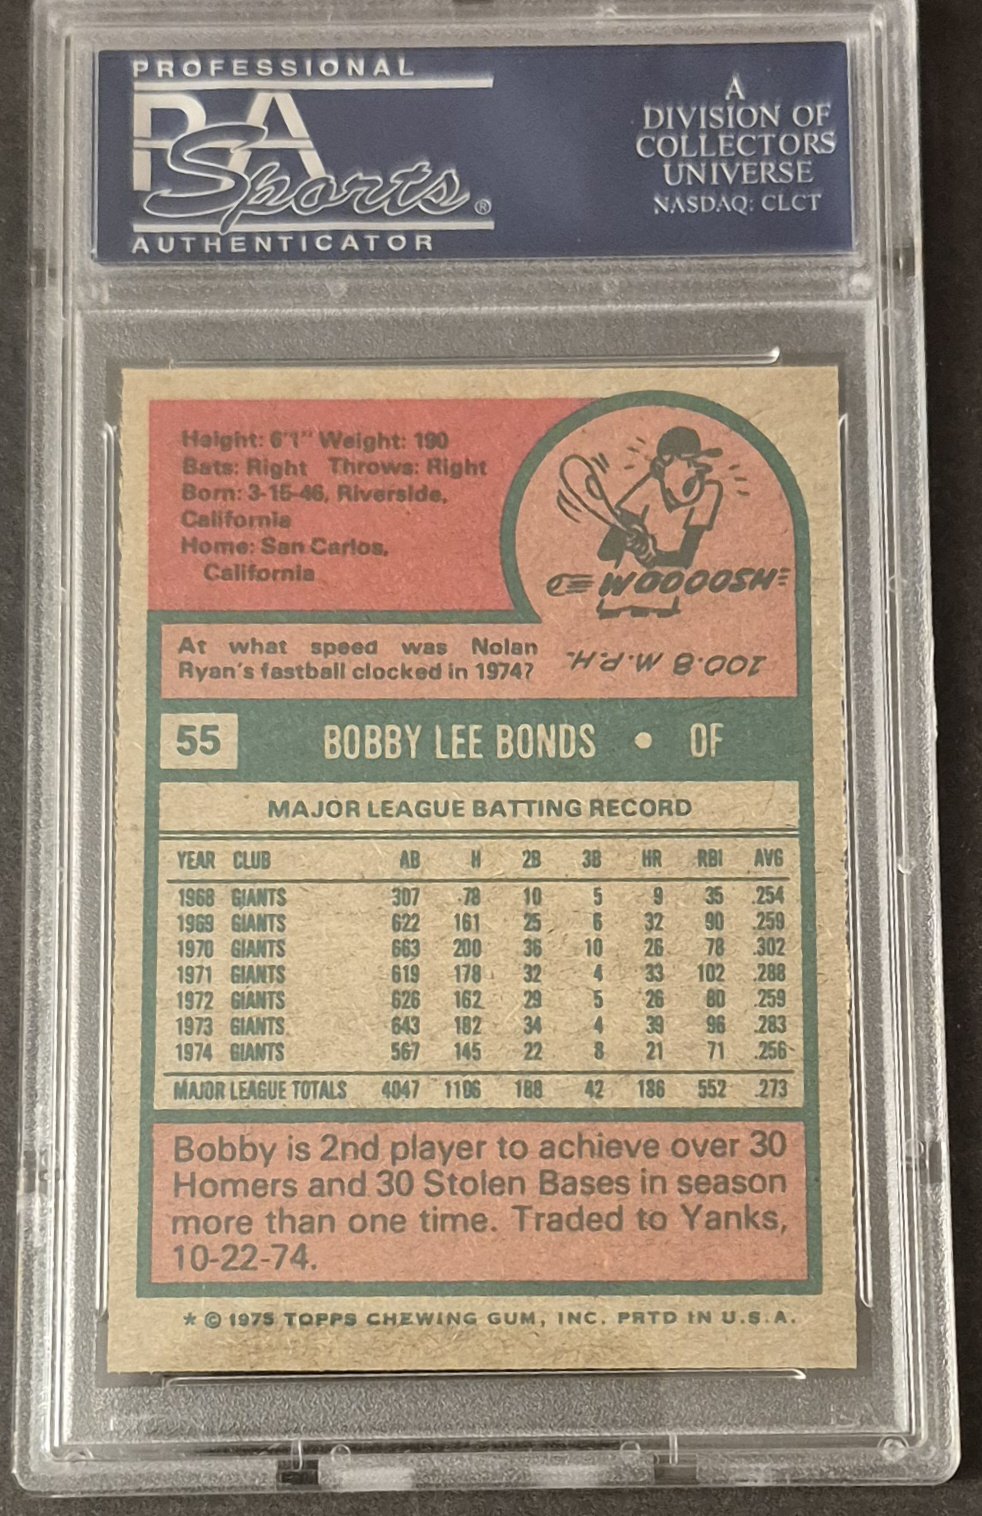 PROFESSIONAL
PSA
Sports®
AUTHENTICATOR
A
DIVISION OF
COLLECTORS
UNIVERSE
NASDAQ: CLCT
Height: 6'1" Weight: 190
Bats: Right Throws: Right
Born: 3-15-46, Riverside,
California
Home: San Carlos,
California
WOOOOSH
At what speed was Nolan
Ryan's fastball clocked in 1974?
100.8 M.P.H.
55 BOBBY LEE BONDS • OF
MAJOR LEAGUE BATTING RECORD
YEAR CLUB AB H 2B 3B HR RBI AVG
1968 GIANTS 307 78 10 5 9 35 .254
1969 GIANTS 622 161 25 6 32 90 .259
1970 GIANTS 663 200 36 10 26 78 .302
1971 GIANTS 619 178 32 4 33 102 .288
1972 GIANTS 626 162 29 5 26 80 .259
1973 GIANTS 643 182 34 4 39 96 .283
1974 GIANTS 567 145 22 8 21 71 .256
MAJOR LEAGUE TOTALS 4047 1106 188 42 186 552 .273
Bobby is 2nd player to achieve over 30
Homers and 30 Stolen Bases in season
more than one time. Traded to Yanks,
10-22-74.
* © 1975 TOPPS CHEWING GUM, INC. PRTD IN U.S.A.